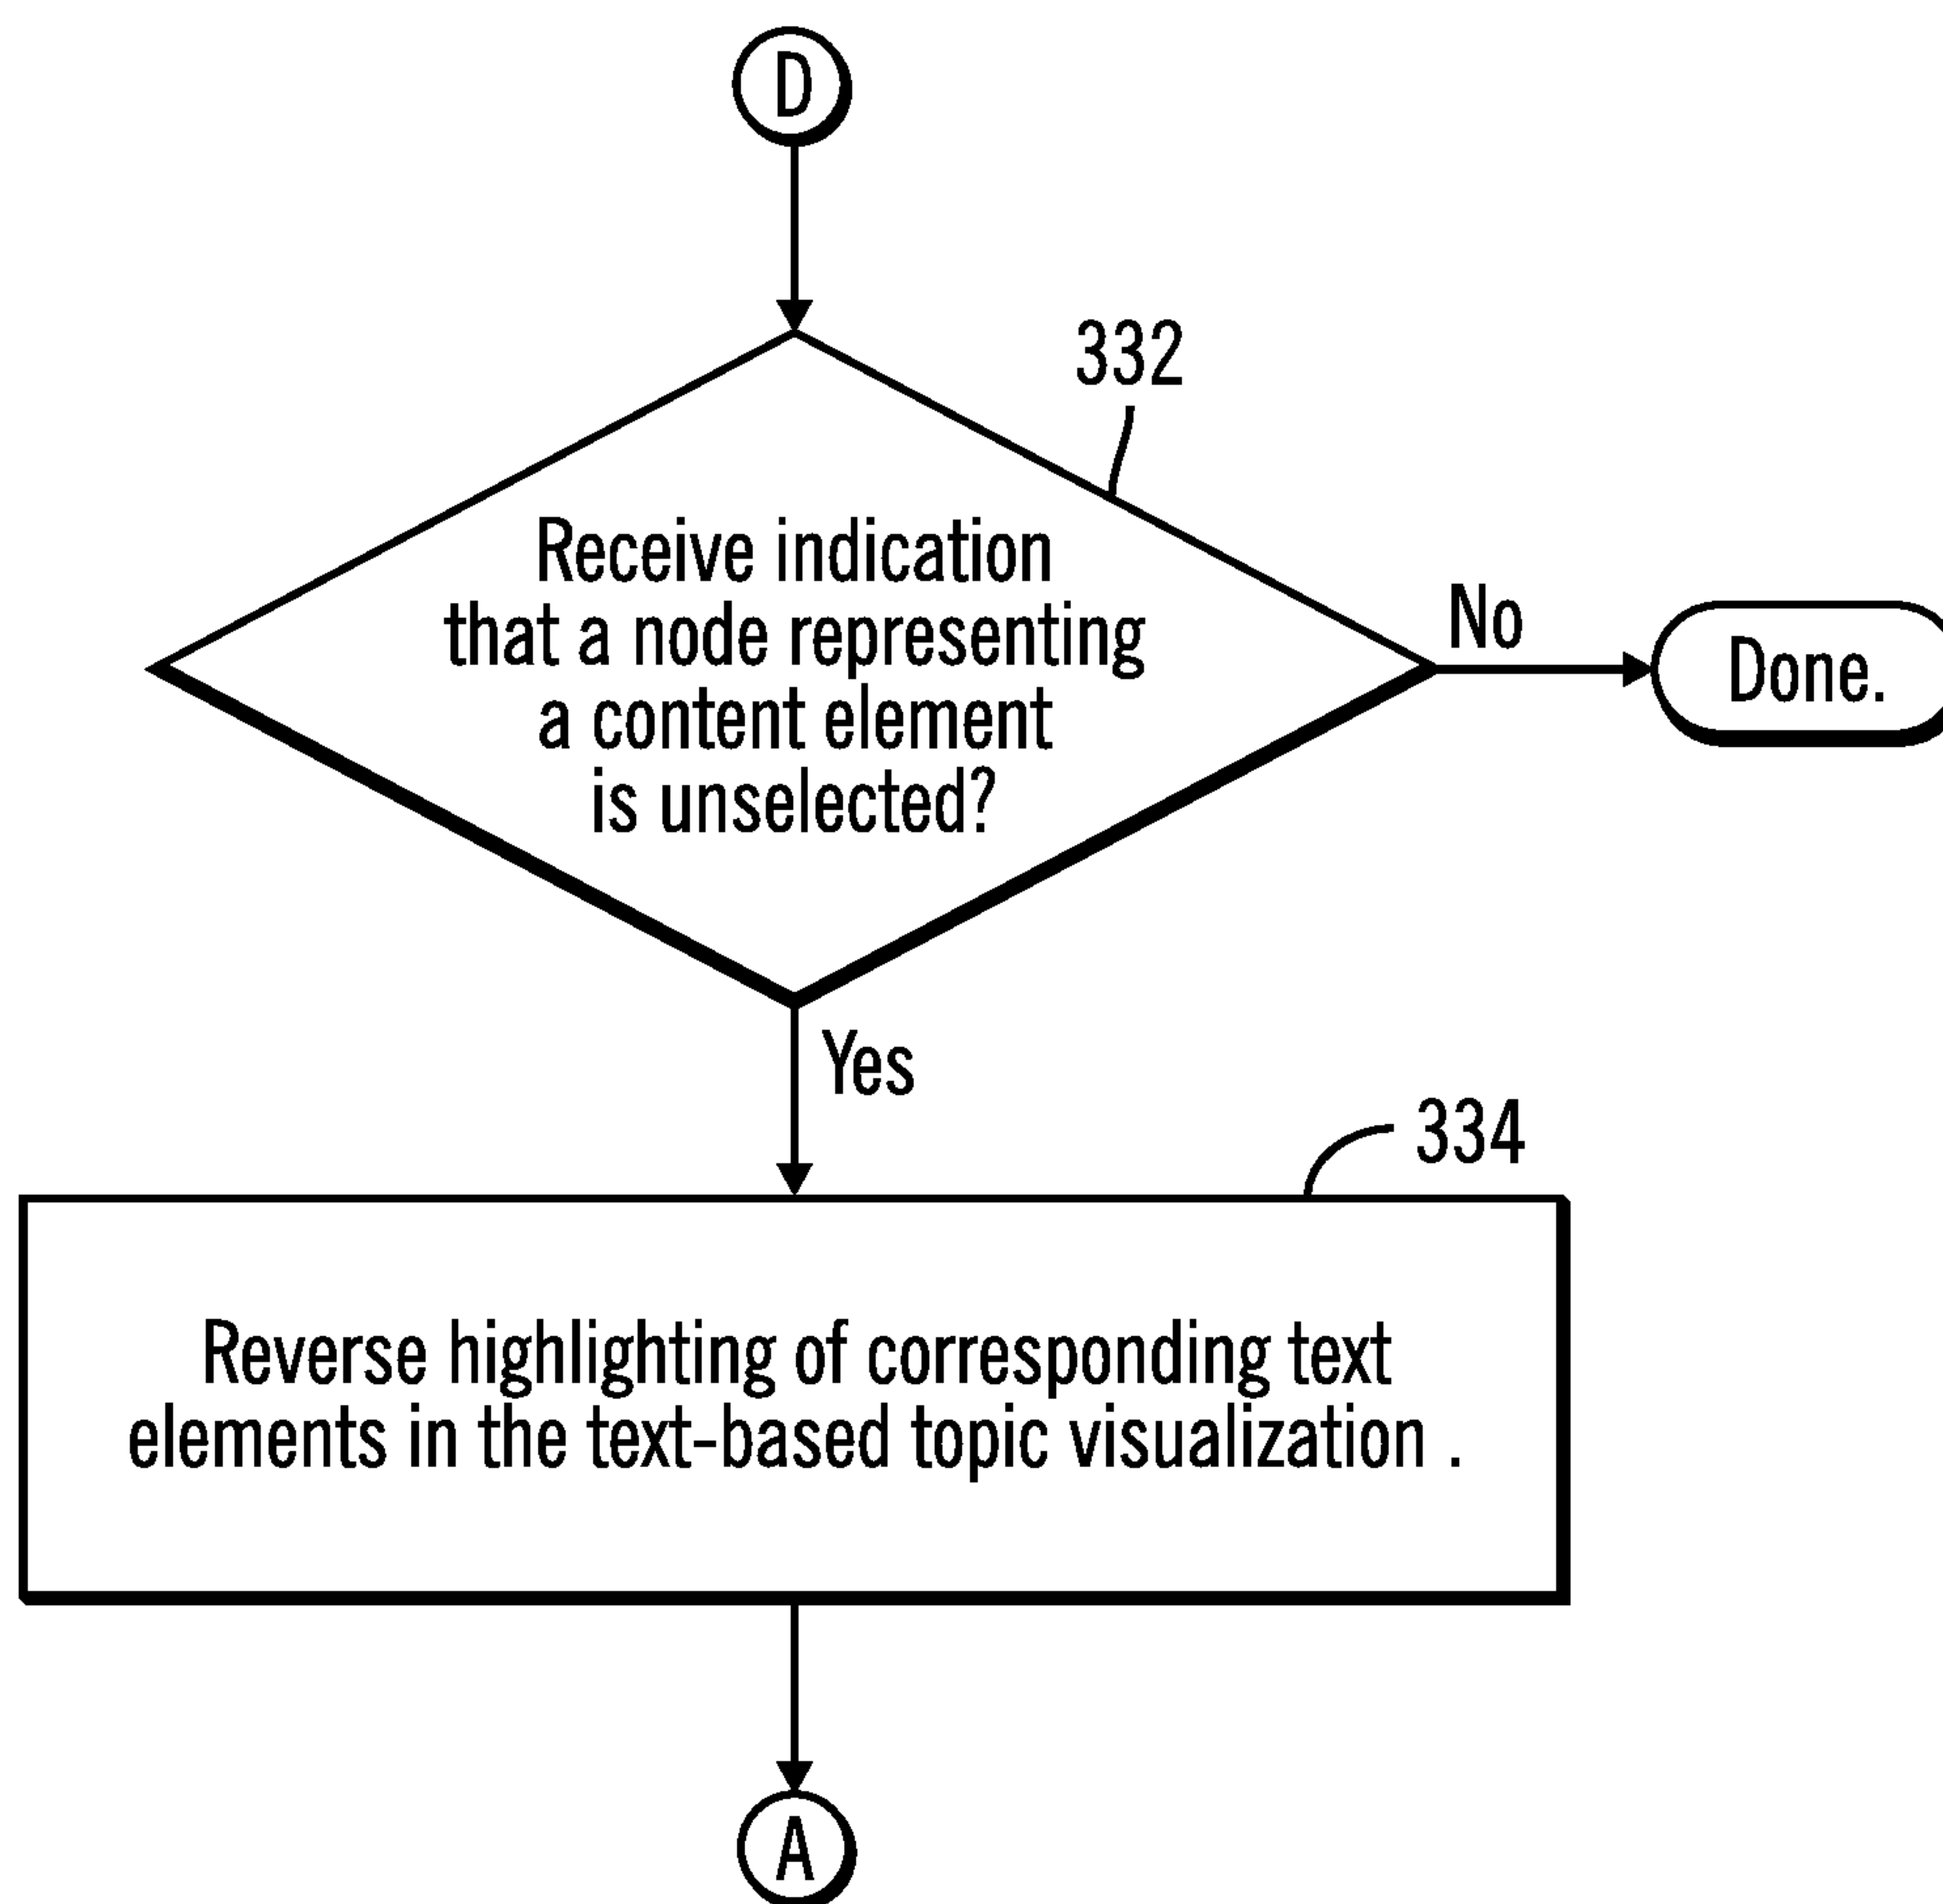 D
332
Receive indication
that a node representing
a content element
is unselected?
No
Done.
Yes
334
Reverse highlighting of corresponding text
elements in the text-based topic visualization .
A